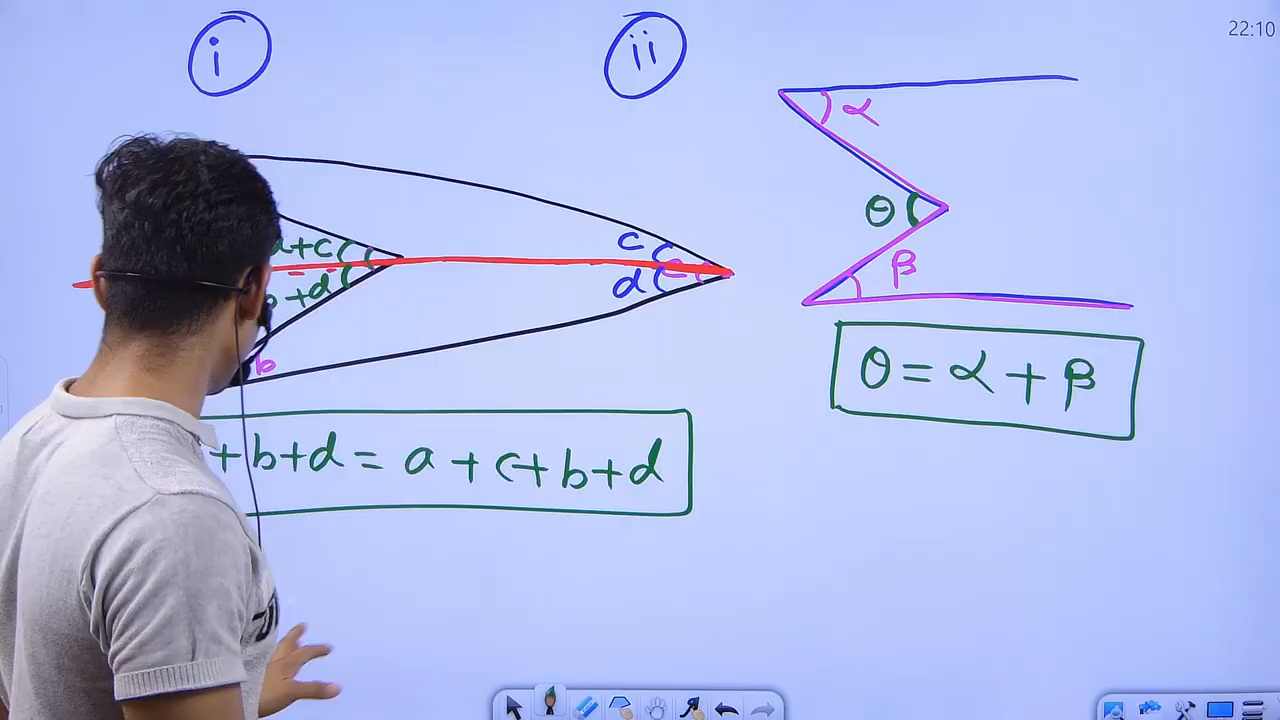 i
ii
22:10
α
θ
β
a+c
b+d
c
d
b
θ = α + β
+b+d = a + c+b+d